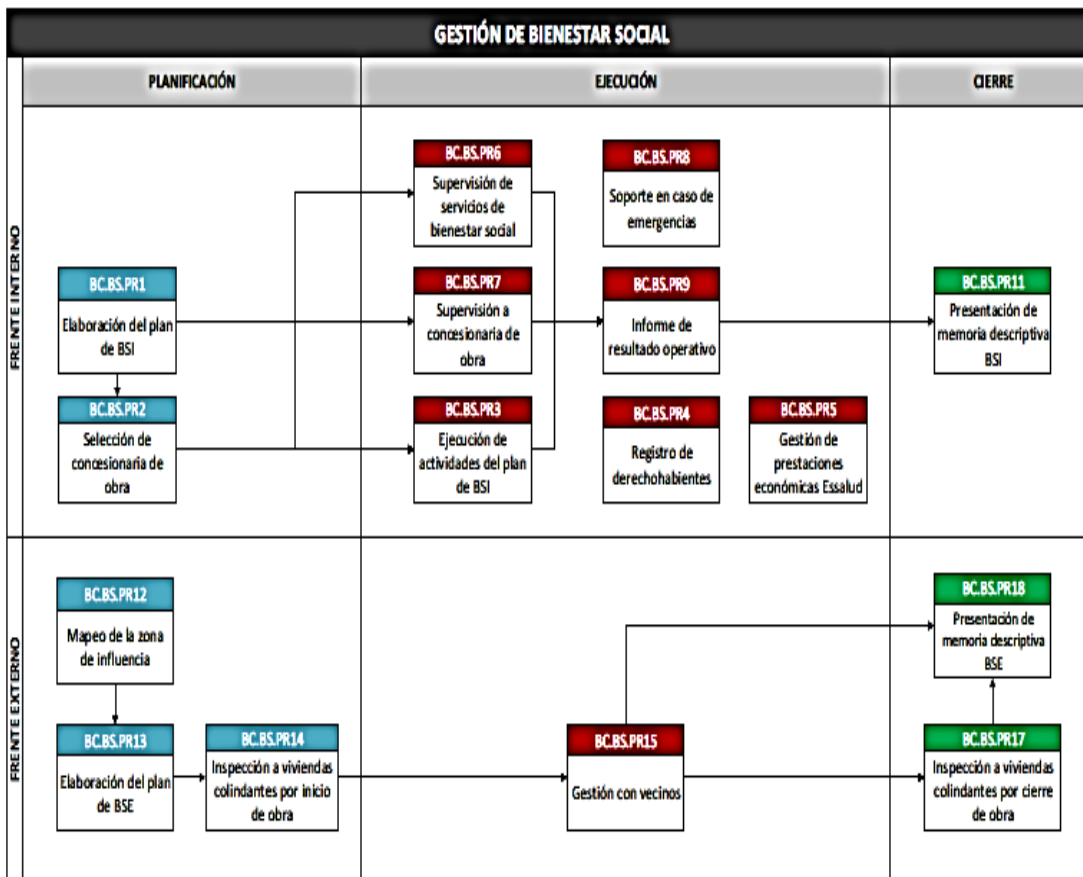 GESTIÓN DE BIENESTAR SOCIAL
PLANIFICACIÓN
EJECUCIÓN
CIERRE
FRENTE INTERNO
BC.BS.PR1
Elaboración del plan
de BSI
BC.BS.PR2
Selección de
concesionaria de
obra
BC.BS.PR6
Supervisión de
servicios de
bienestar social
BC.BS.PR7
Supervisión a
concesionaria de
obra
BC.BS.PR3
Ejecución de
actividades del plan
de BSI
BC.BS.PR8
Soporte en caso de
emergencias
BC.BS.PR9
Informe de
resultado operativo
BC.BS.PR4
Registro de
derechohabientes
BC.BS.PR5
Gestión de
prestaciones
económicas Essalud
BC.BS.PR11
Presentación de
memoria descriptiva
BSI
FRENTE EXTERNO
BC.BS.PR12
Mapeo de la zona
de influencia
BC.BS.PR13
Elaboración del plan
de BSE
BC.BS.PR14
Inspección a viviendas
colindantes por inicio
de obra
BC.BS.PR15
Gestión con vecinos
BC.BS.PR18
Presentación de
memoria descriptiva
BSE
BC.BS.PR17
Inspección a viviendas
colindantes por cierre
de obra